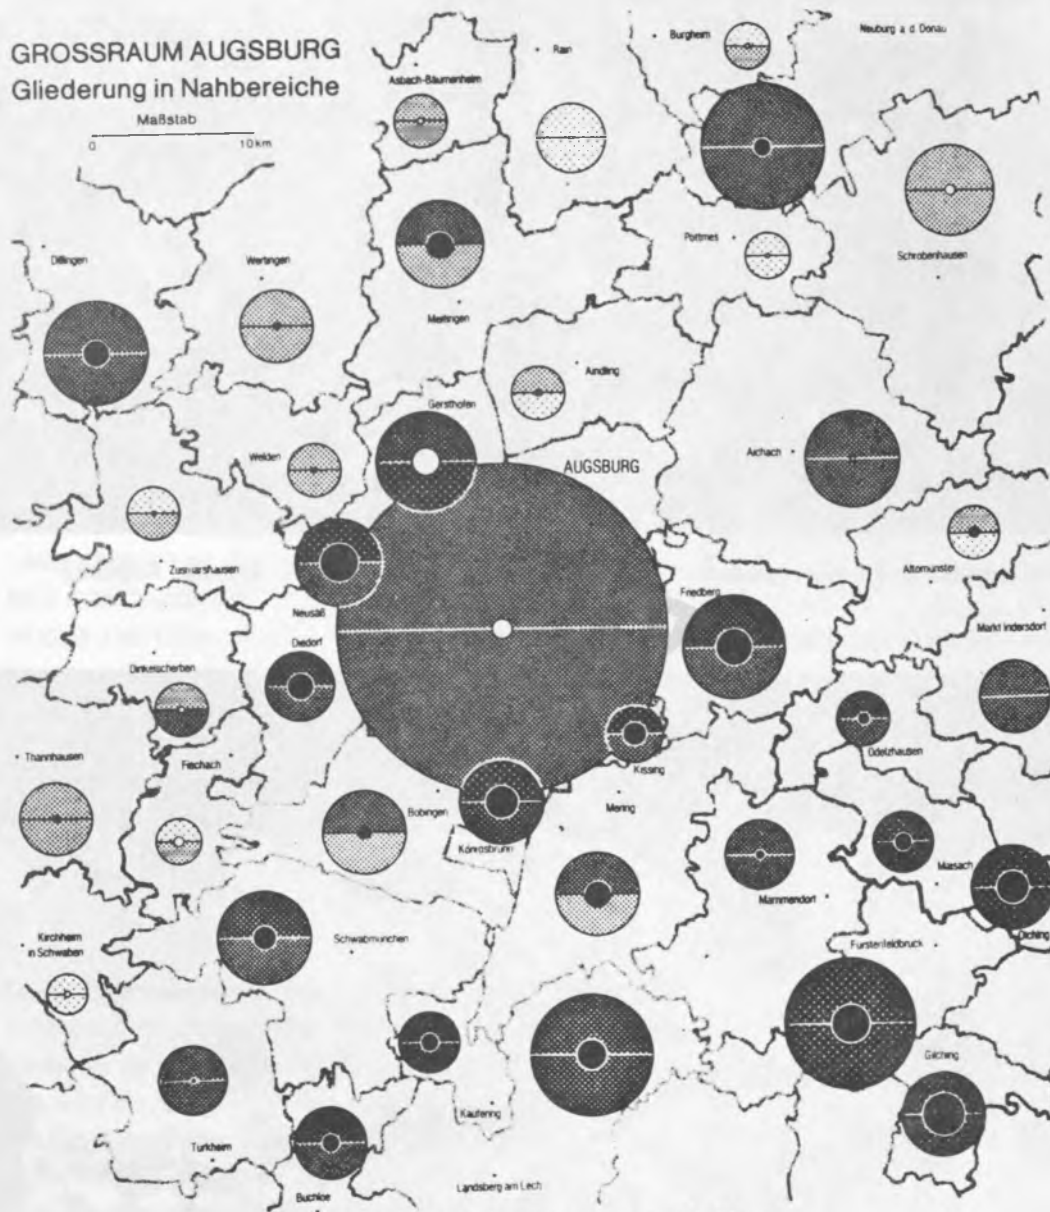 GROSSRAUM AUGSBURG
Gliederung in Nahbereiche
Maßstab
0 10 km
Asbach-Bäumenheim
Rain
Burgheim
Neuburg a. d. Donau
Pöttmes
Schrobenhausen
Dillingen
Wertingen
Meitingen
Aindling
Gersthofen
Welden
AUGSBURG
Aichach
Zusmarshausen
Altomünster
Neusäß
Diedorf
Friedberg
Markt Indersdorf
Dinkelscherben
Thannhausen
Fischach
Odelzhausen
Kissing
Bobingen
Mering
Königsbrunn
Maisach
Mammendorf
Olching
Kirchheim
in Schwaben
Schwabmünchen
Fürstenfeldbruck
Gilching
Kaufering
Türkheim
Buchloe
Landsberg am Lech